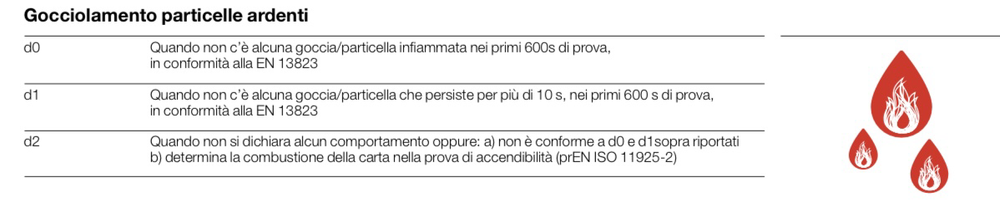 Gocciolamento particelle ardenti
d0 Quando non c'è alcuna goccia/particella infiammata nei primi 600s di prova,
in conformità alla EN 13823
d1 Quando non c'è alcuna goccia/particella che persiste per più di 10 s, nei primi 600 s di prova,
in conformità alla EN 13823
d2 Quando non si dichiara alcun comportamento oppure: a) non è conforme a d0 e d1sopra riportati
b) determina la combustione della carta nella prova di accendibilità (prEN ISO 11925-2)